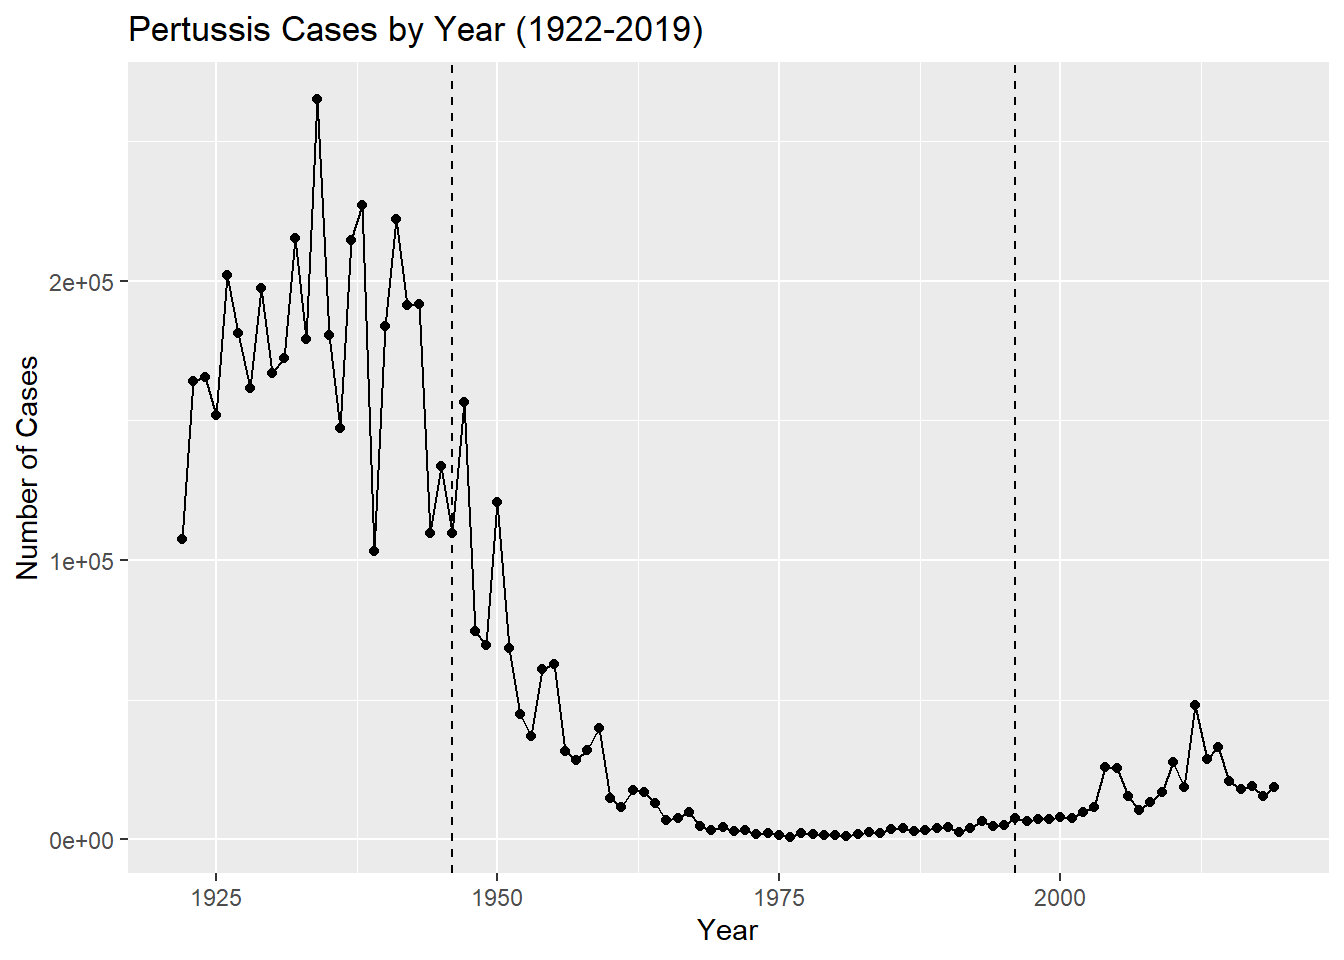 Pertussis Cases by Year (1922-2019)
Number of Cases
2e+05
1e+05
0e+00
1925 1950 1975 2000
Year